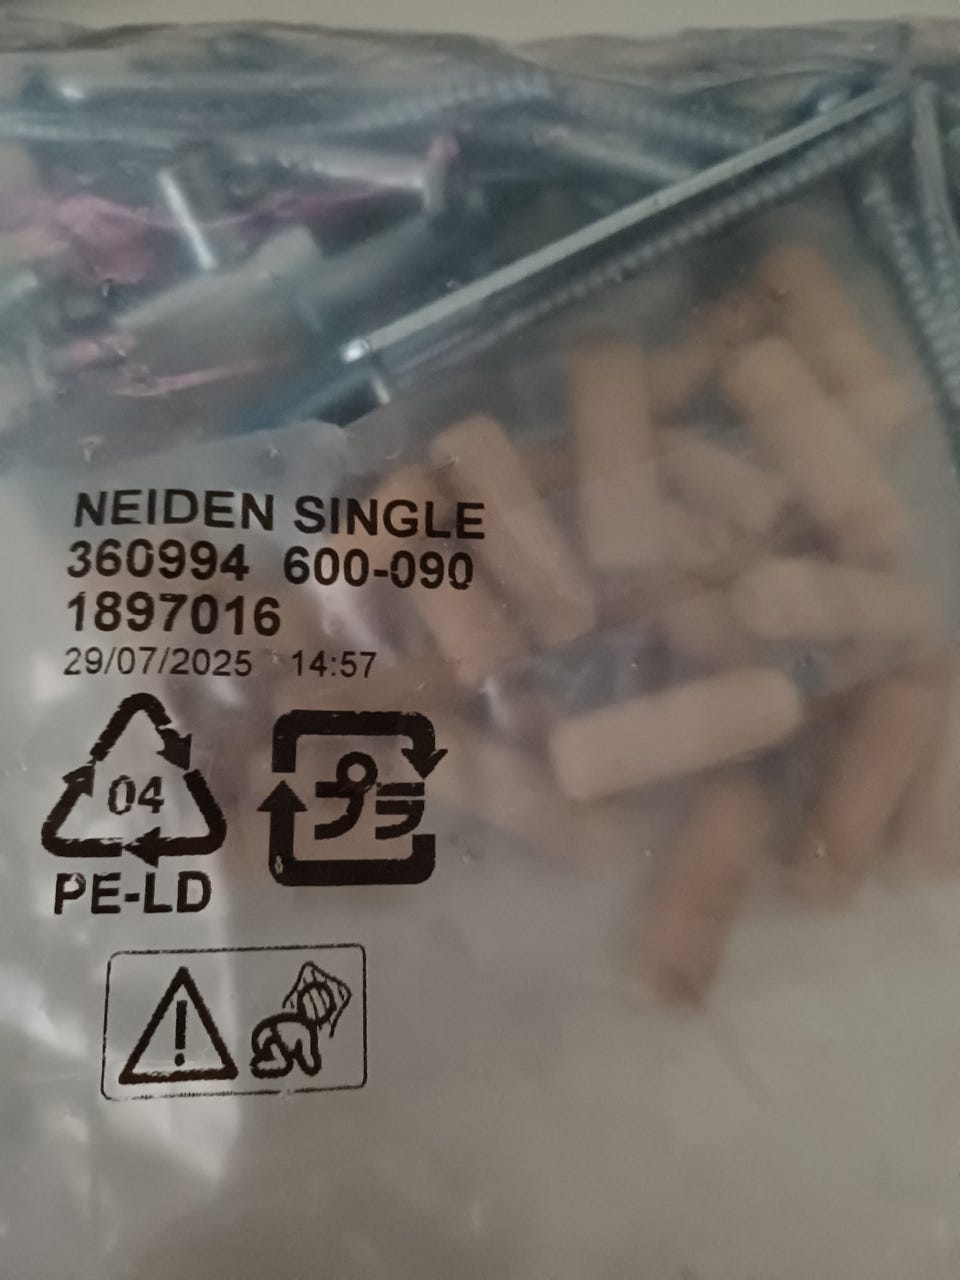 NEIDEN SINGLE
360994 600-090
1897016
29/07/2025 14:57
04
プラ
PE-LD